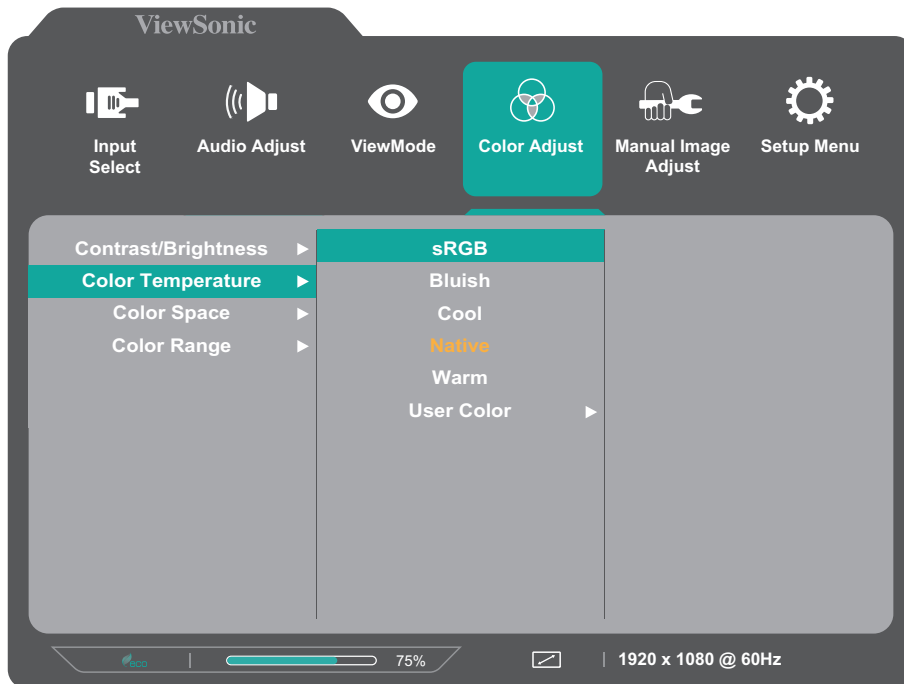 ViewSonic
Input
Select
Audio Adjust
ViewMode
Color Adjust
Manual Image
Adjust
Setup Menu
Contrast/Brightness
Color Temperature
Color Space
Color Range
sRGB
Bluish
Cool
Native
Warm
User Color
eco
75%
1920 x 1080 @ 60Hz